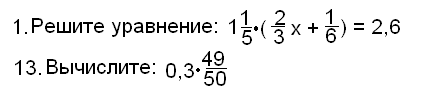 1.Решите уравнение: 1 1/5•( 2/3 x + 1/6 ) = 2,6
13.Вычислите: 0,3• 49/50